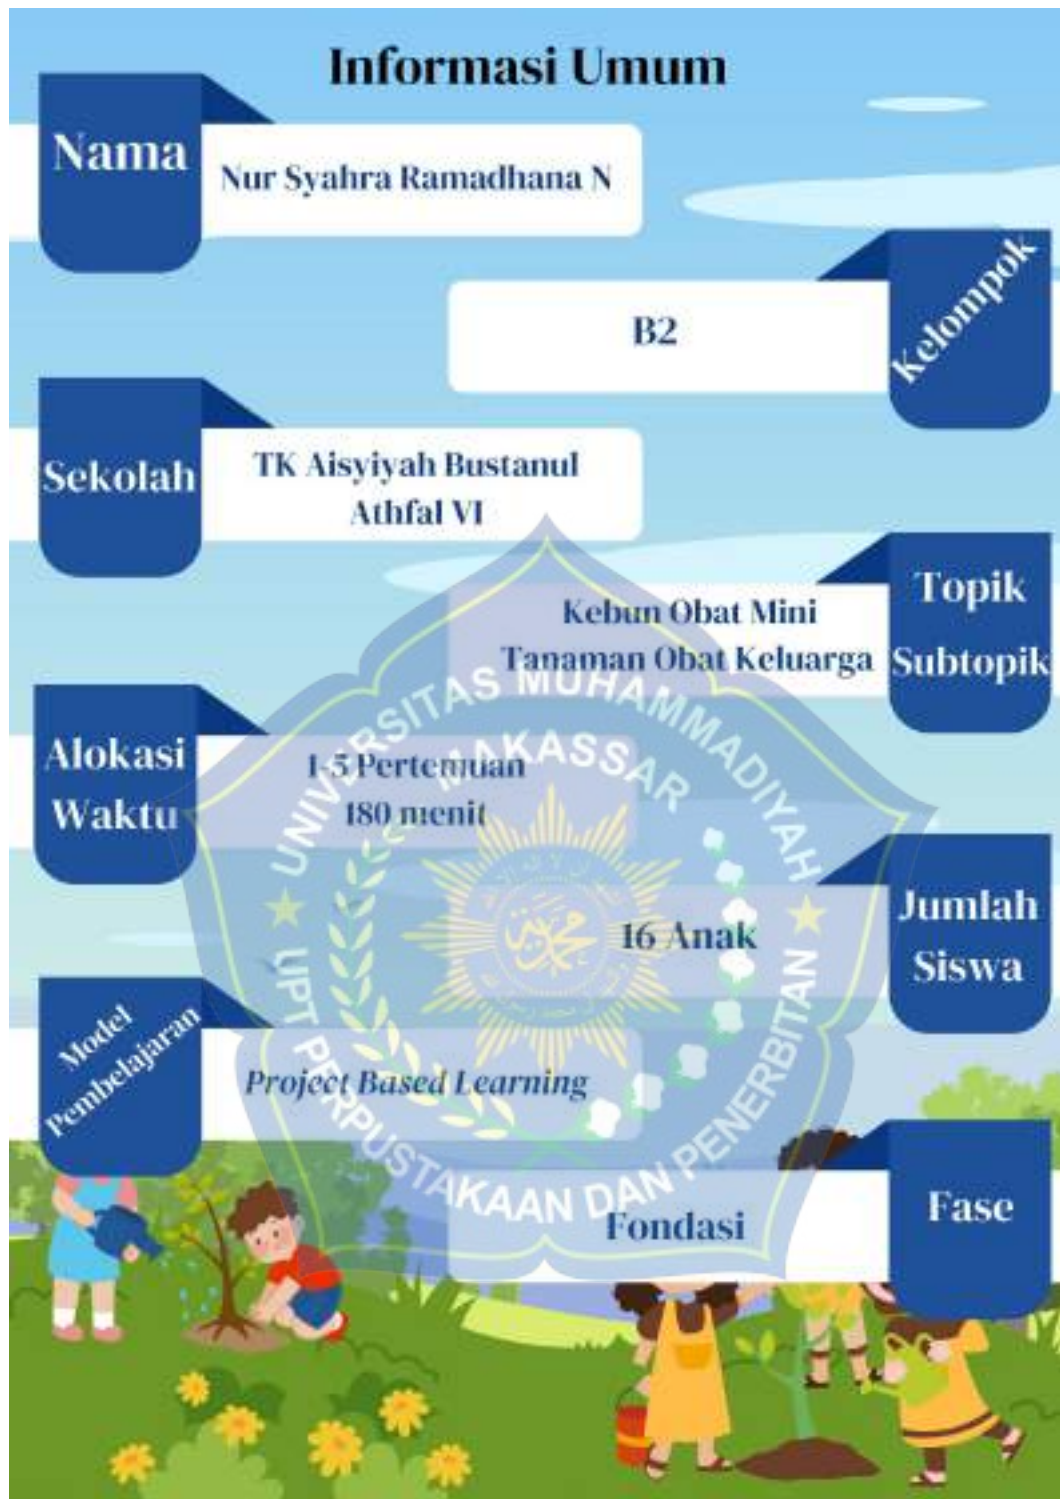 Informasi Umum
Nama
Nur Syahra Ramadhana N
Kelompok
B2
Sekolah
TK Aisyiyah Bustanul
Athfal VI
Topik
Subtopik
Kebun Obat Mini
Tanaman Obat Keluarga
Alokasi
Waktu
1-5 Pertemuan
180 menit
Jumlah
Siswa
16 Anak
Model
Pembelajaran
Project Based Learning
Fase
Fondasi
UNIVERSITAS MUHAMMADIYAH
MAKASSAR
UPT PERPUSTAKAAN DAN PENERBITAN